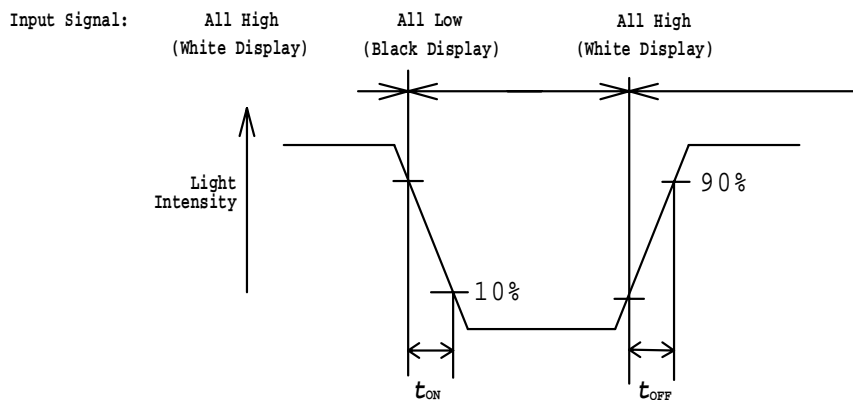 Input Signal: All High All Low All High
(White Display) (Black Display) (White Display)
Light
Intensity
90%
10%
tON tOFF